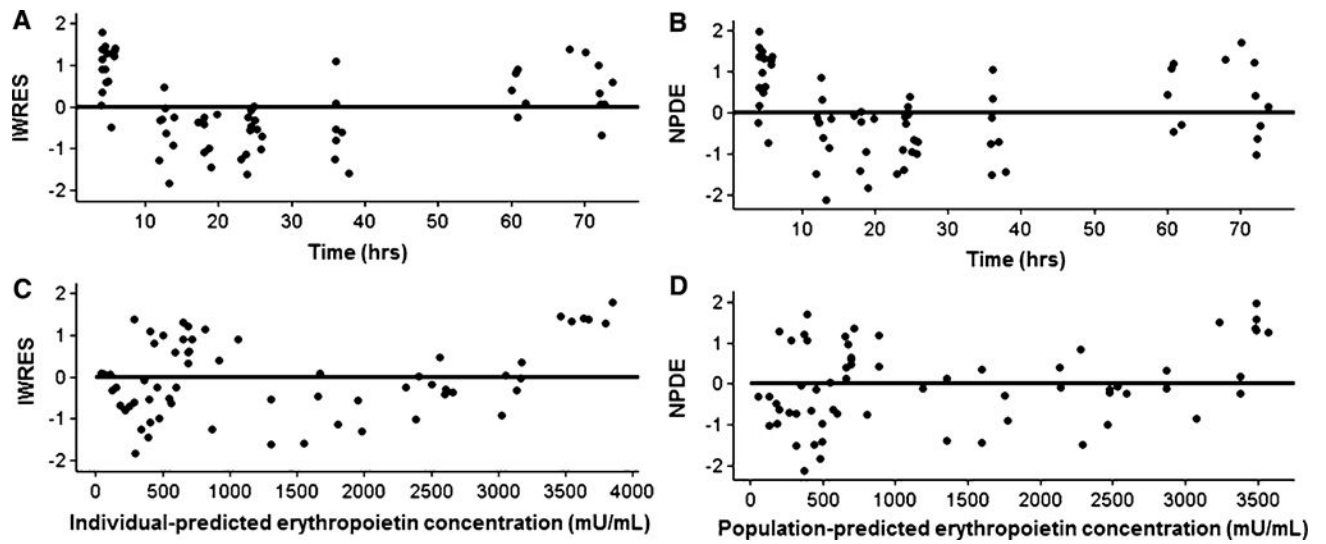 A
IWRES
2
1
0
-1
-2
10 20 30 40 50 60 70
Time (hrs)
B
NPDE
2
1
0
-1
-2
10 20 30 40 50 60 70
Time (hrs)
C
IWRES
2
1
0
-1
-2
0 500 1000 1500 2000 2500 3000 3500 4000
Individual-predicted erythropoietin concentration (mU/mL)
D
NPDE
2
1
0
-1
-2
0 500 1000 1500 2000 2500 3000 3500
Population-predicted erythropoietin concentration (mU/mL)